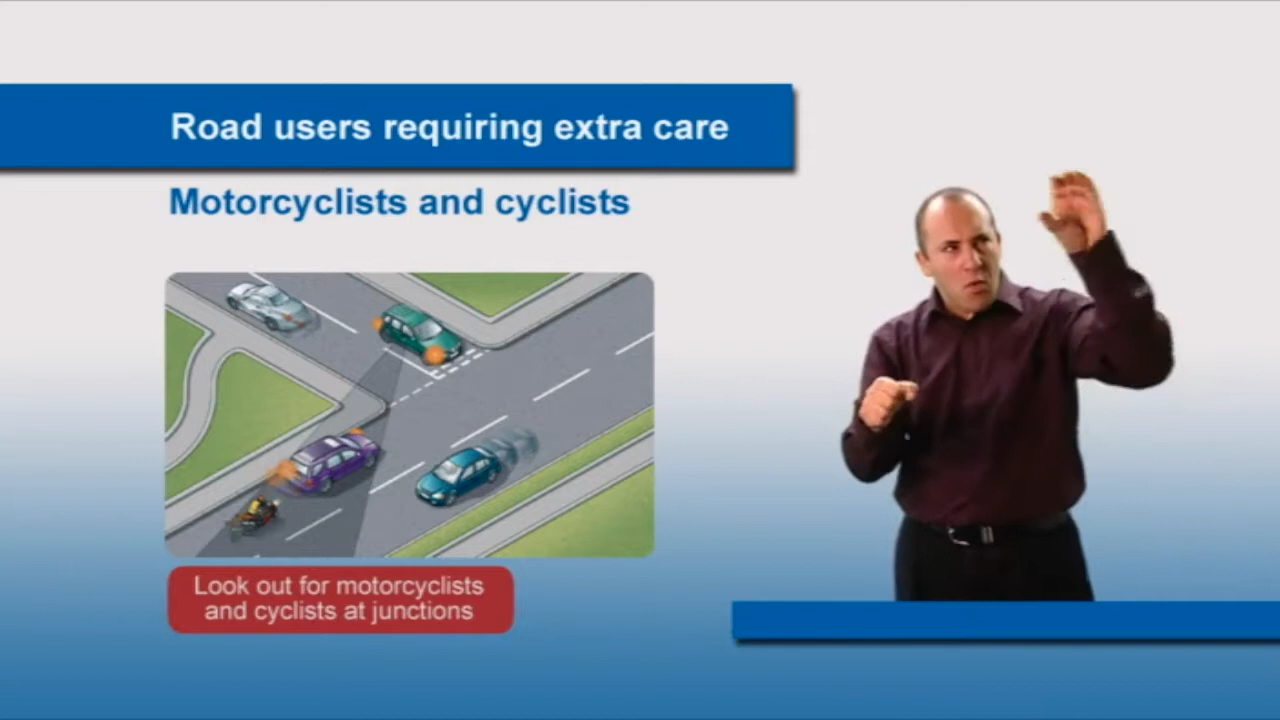 Road users requiring extra care
Motorcyclists and cyclists
Look out for motorcyclists
and cyclists at junctions